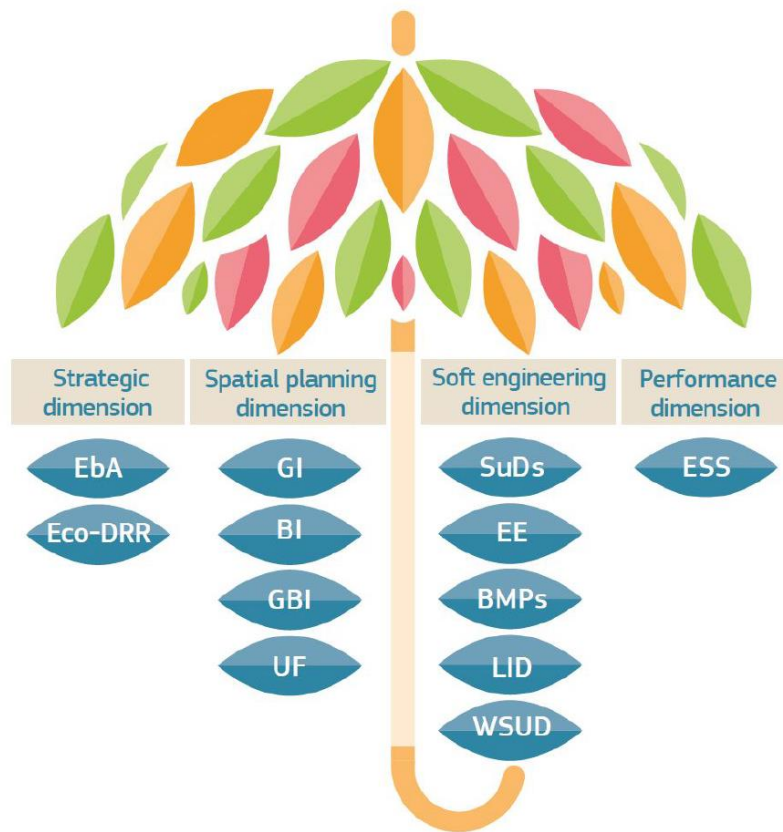 Strategic
dimension
EbA
Eco-DRR
Spatial planning
dimension
GI
BI
GBI
UF
Soft engineering
dimension
SuDs
EE
BMPs
LID
WSUD
Performance
dimension
ESS